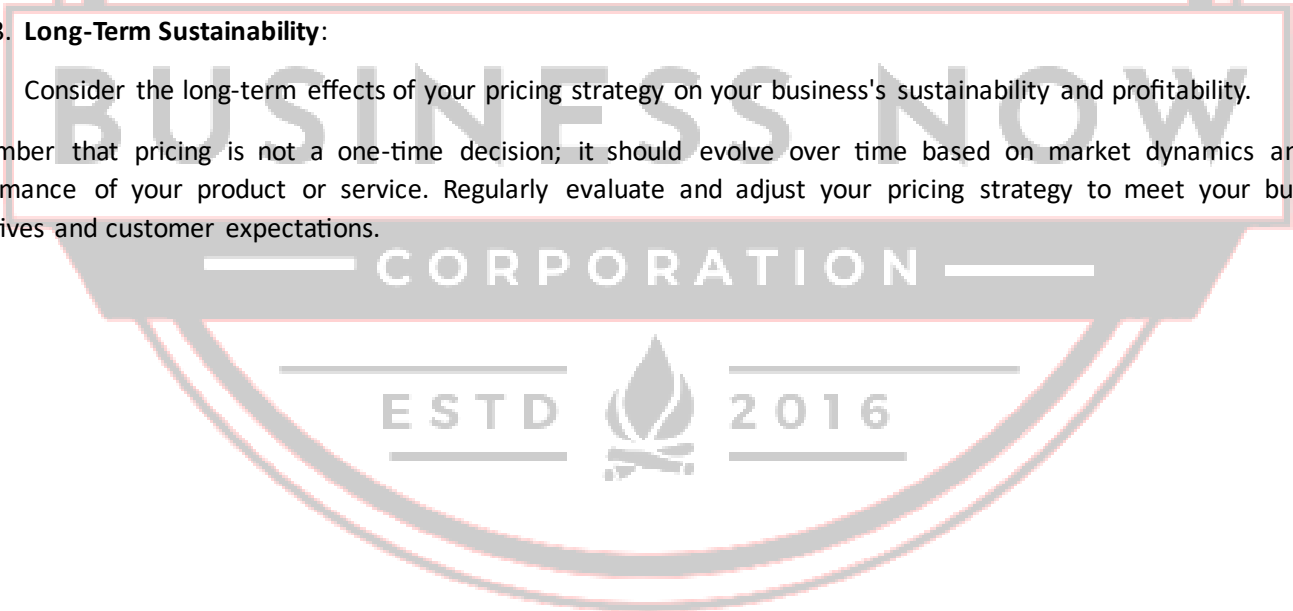 3. Long-Term Sustainability:
BUSINESS NOW
Consider the long-term effects of your pricing strategy on your business's sustainability and profitability.
mber that pricing is not a one-time decision; it should evolve over time based on market dynamics an
mance of your product or service. Regularly evaluate and adjust your pricing strategy to meet your bu
ives and customer expectations.
CORPORATION
ESTD 2016